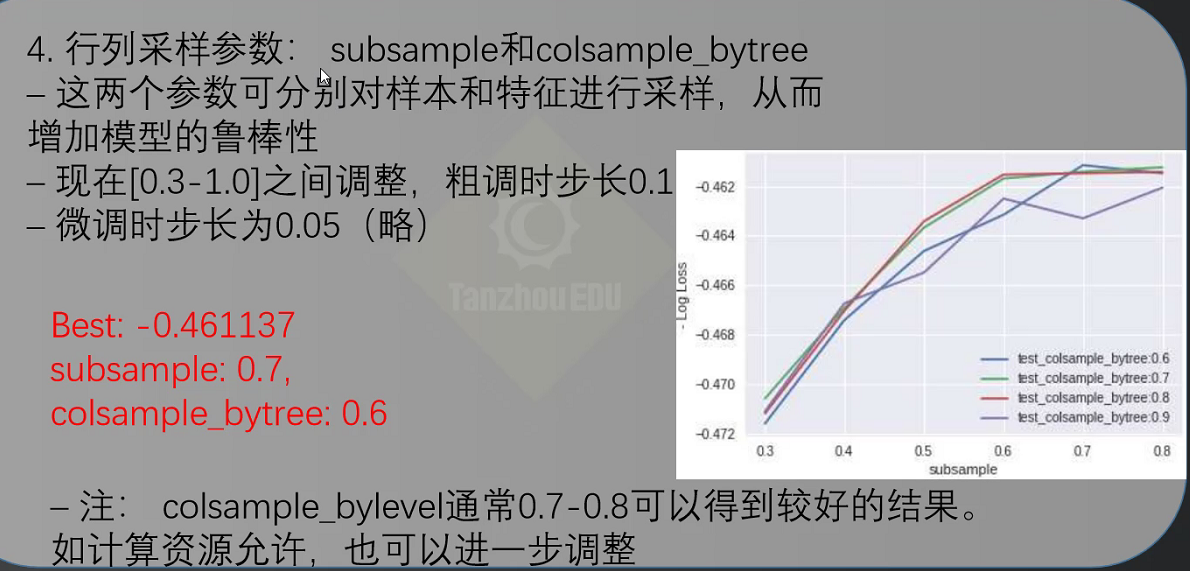 4. 行列采样参数： subsample和colsample_bytree
– 这两个参数可分别对样本和特征进行采样，从而
增加模型的鲁棒性
– 现在[0.3-1.0]之间调整，粗调时步长0.1
– 微调时步长为0.05（略）
Tanzhou EDU
Best: -0.461137
subsample: 0.7,
colsample_bytree: 0.6
- Log Loss
−0.462
−0.464
−0.466
−0.468
−0.470
−0.472
test_colsample_bytree:0.6
test_colsample_bytree:0.7
test_colsample_bytree:0.8
test_colsample_bytree:0.9
0.3 0.4 0.5 0.6 0.7 0.8
subsample
– 注： colsample_bylevel通常0.7-0.8可以得到较好的结果。
如计算资源允许，也可以进一步调整